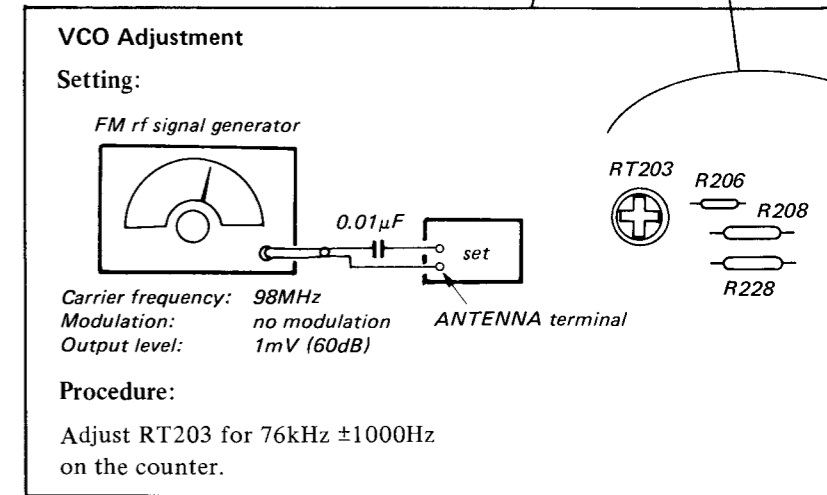 VCO Adjustment
Setting:
FM rf signal generator
0.01µF
set
ANTENNA terminal
Carrier frequency: 98MHz
Modulation: no modulation
Output level: 1mV (60dB)
RT203
R206
R208
R228
Procedure:
Adjust RT203 for 76kHz ±1000Hz
on the counter.